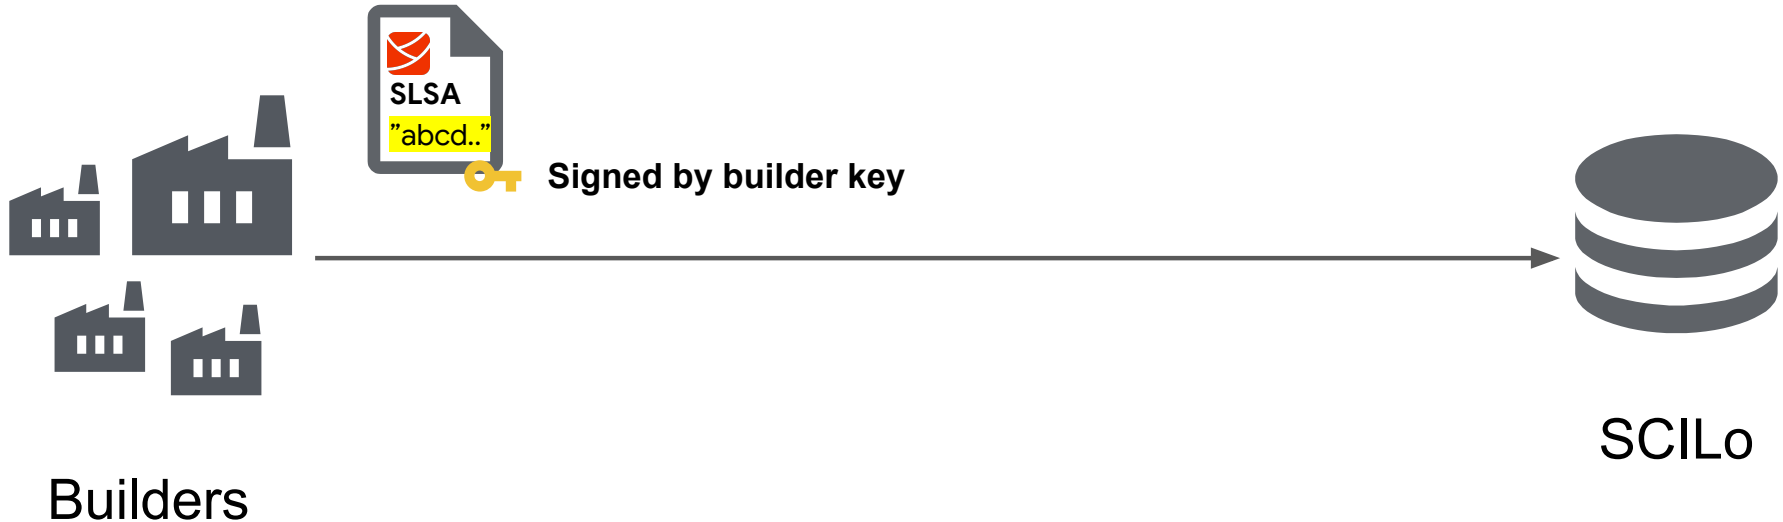 SLSA
”abcd..”
Signed by builder key
SCILo
Builders